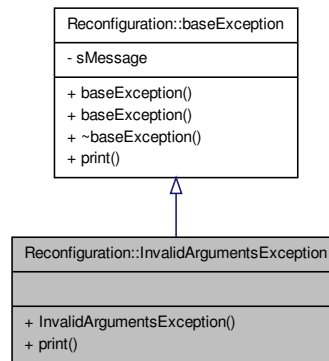 Reconfiguration::baseException
- sMessage
+ baseException()
+ baseException()
+ ~baseException()
+ print()
Reconfiguration::InvalidArgumentsException
+ InvalidArgumentsException()
+ print()